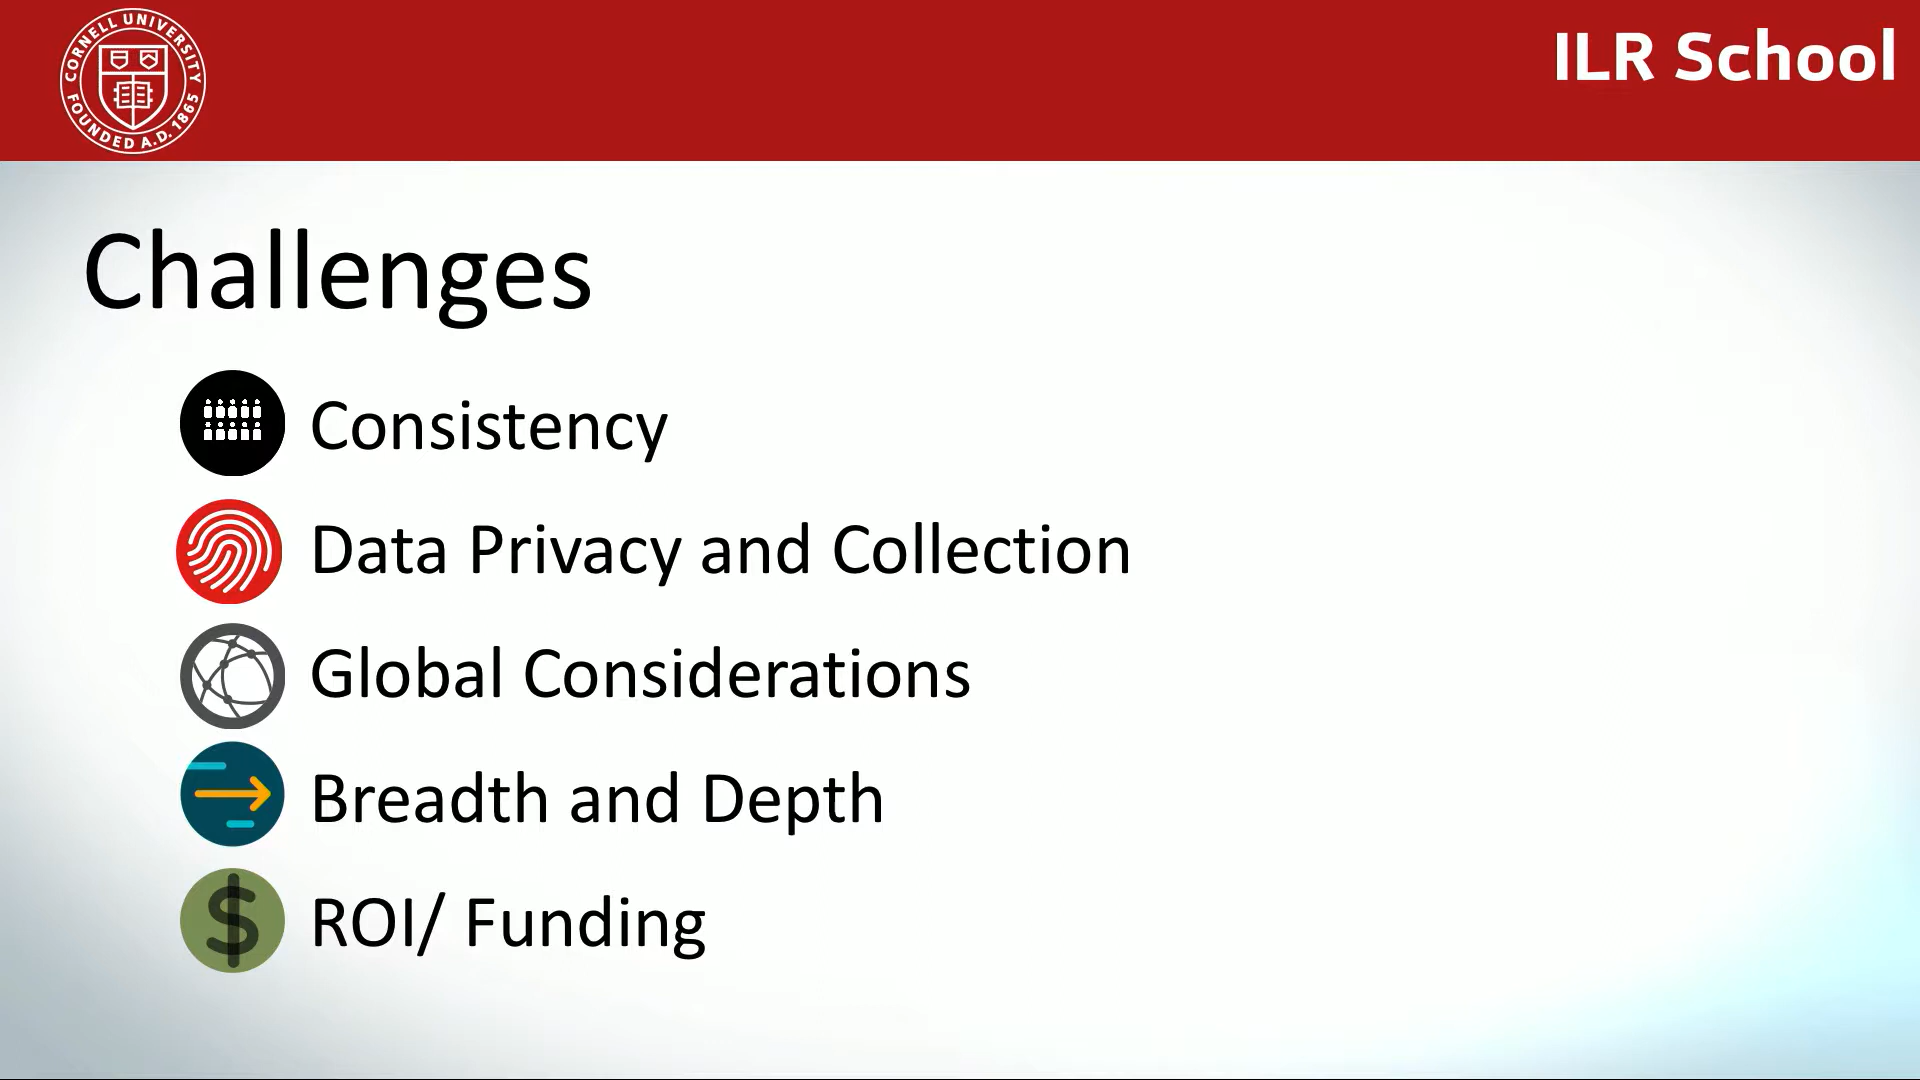 CORNELL UNIVERSITY
FOUNDED A.D. 1865
ILR School
Challenges
Consistency
Data Privacy and Collection
Global Considerations
Breadth and Depth
$
ROI/ Funding